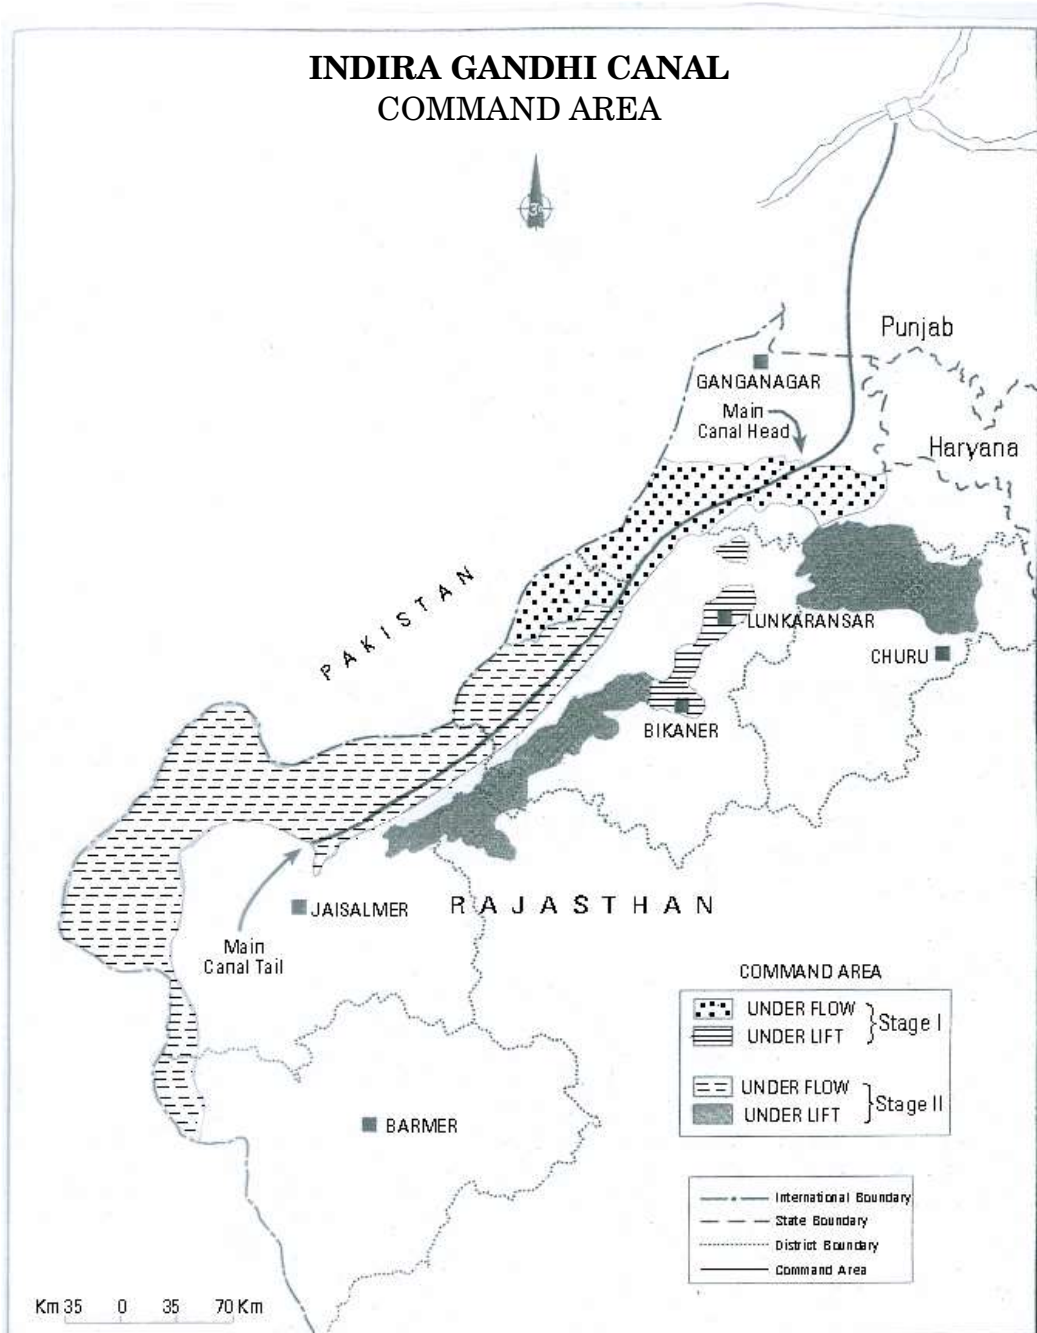 INDIRA GANDHI CANAL
COMMAND AREA
Punjab
GANGANAGAR
Main
Canal Head
Haryana
PAKISTAN
LUNKARANSAR
CHURU
BIKANER
JAISALMER
RAJASTHAN
Main
Canal Tail
COMMAND AREA
UNDER FLOW
Stage I
UNDER LIFT
UNDER FLOW
Stage II
UNDER LIFT
BARMER
International Boundary
State Boundary
District Boundary
Command Area
Km 35 0 35 70 Km